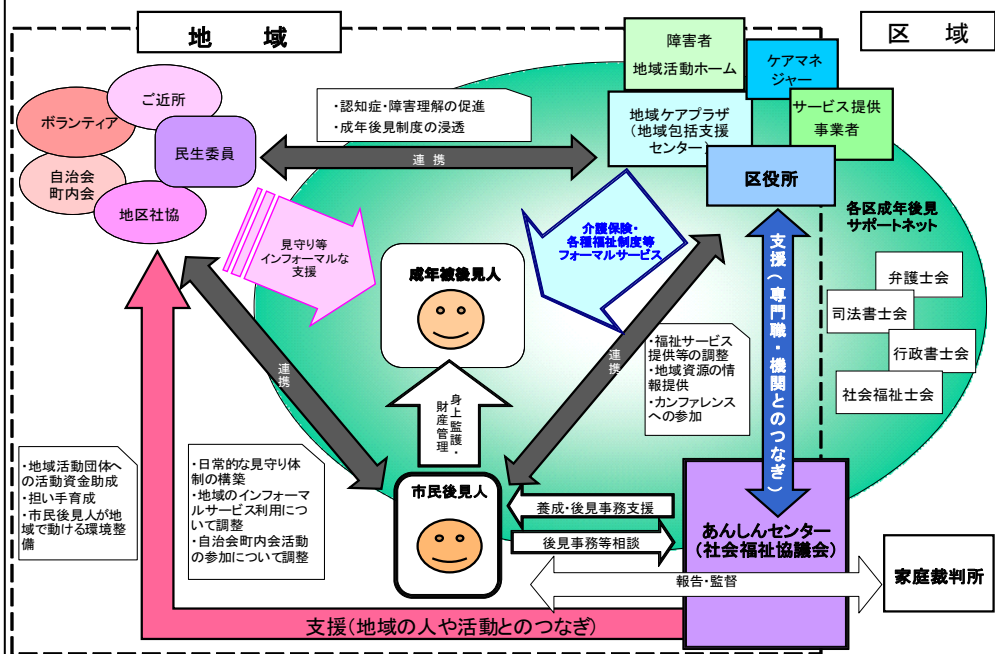 地　域
区　域
障害者
地域活動ホーム
ケアマネ
ジャー
ご近所
ボランティア
民生委員
自治会
町内会
地区社協
・認知症・障害理解の促進
・成年後見制度の浸透
連 携
地域ケアプラザ
（地域包括支援
センター）
サービス提供
事業者
区役所
各区成年後見
サポートネット
弁護士会
司法書士会
行政書士会
社会福祉士会
見守り等
インフォーマルな
支援
介護保険・
各種福祉制度等
フォーマルサービス
成年被後見人
支援（専門職・機関とのつなぎ）
連携
連携
身上監護・
財産管理
・福祉サービス
提供等の調整
・地域資源の情
報提供
・カンファレンス
への参加
・地域活動団体へ
の活動資金助成
・担い手育成
・市民後見人が地
域で動ける環境整
備
・日常的な見守り体
制の構築
・地域のインフォーマ
ルサービス利用につ
いて調整
・自治会町内会活動
の参加について調整
市民後見人
養成・後見事務支援
後見事務等相談
あんしんセンター
（社会福祉協議会）
報告・監督
家庭裁判所
支援（地域の人や活動とのつなぎ）